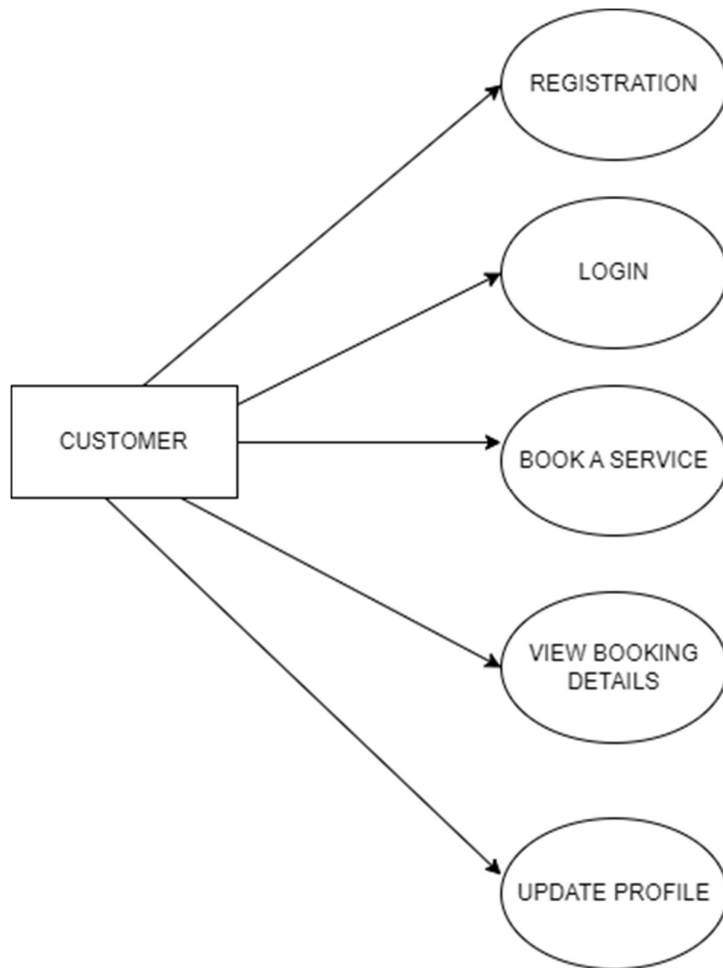 REGISTRATION
LOGIN
CUSTOMER
BOOK A SERVICE
VIEW BOOKING
DETAILS
UPDATE PROFILE